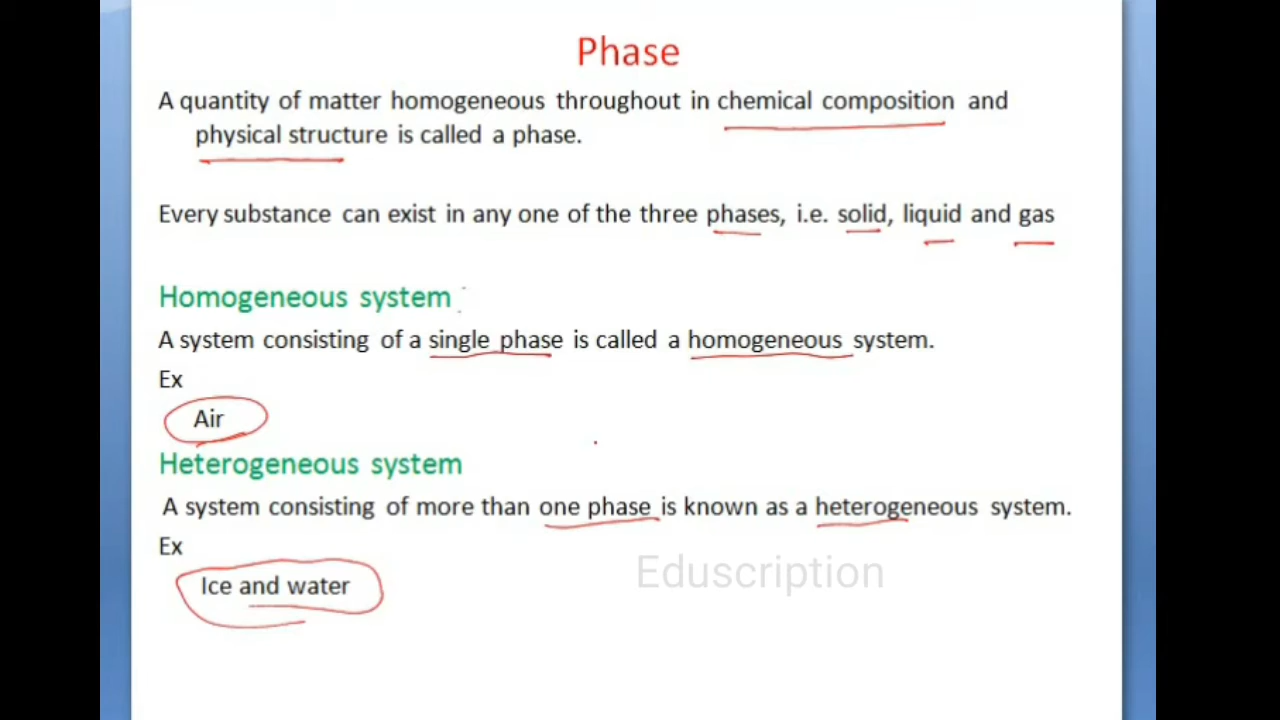 Phase
A quantity of matter homogeneous throughout in chemical composition and
physical structure is called a phase.
Every substance can exist in any one of the three phases, i.e. solid, liquid and gas
Homogeneous system
A system consisting of a single phase is called a homogeneous system.
Ex
Air
Heterogeneous system
A system consisting of more than one phase is known as a heterogeneous system.
Ex
Ice and water
Eduscription